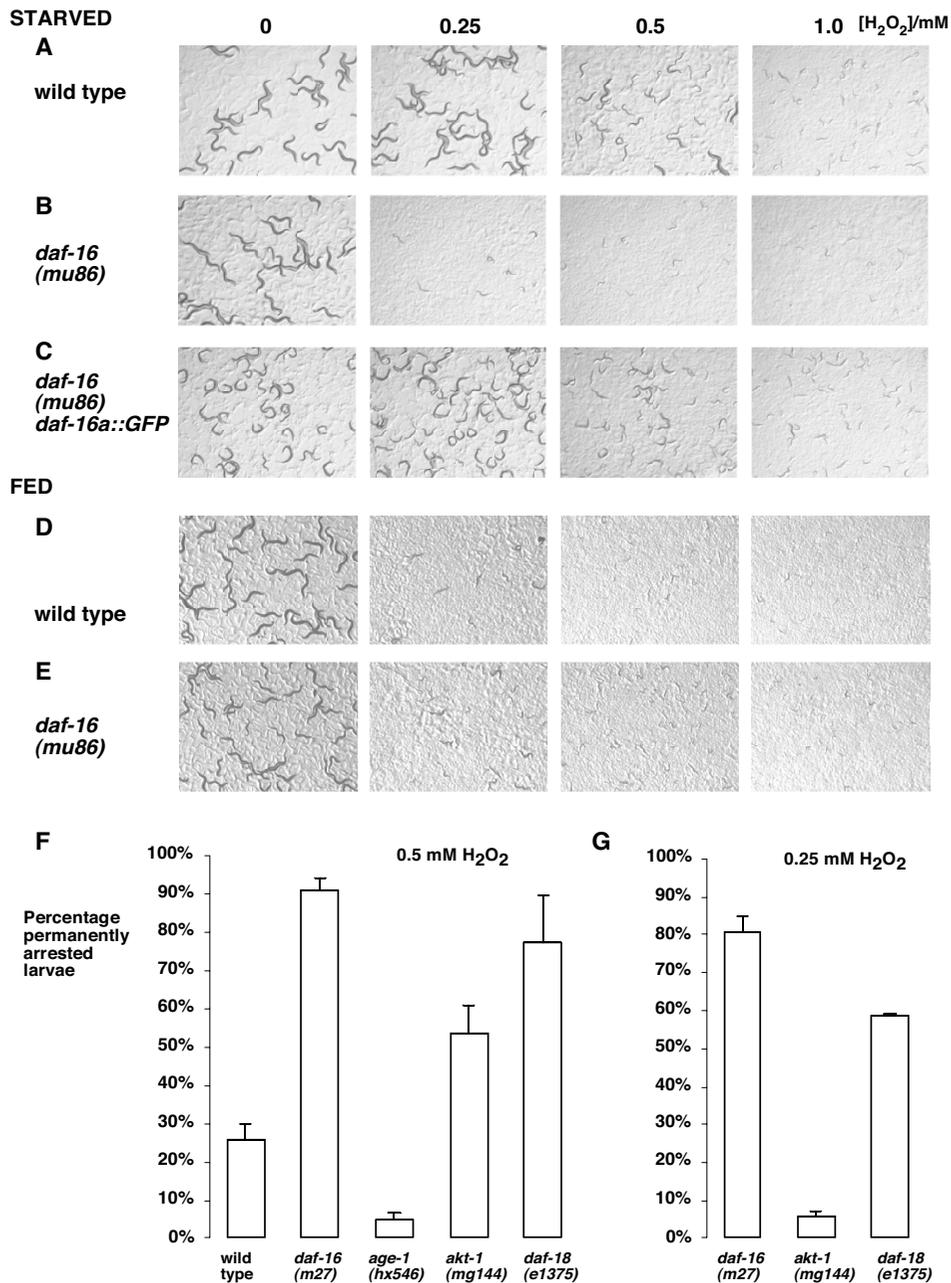 STARVED
0 0.25 0.5 1.0 [H₂O₂]/mM
A
wild type
B
daf-16
(mu86)
C
daf-16
(mu86)
daf-16a::GFP
FED
D
wild type
E
daf-16
(mu86)
F
0.5 mM H₂O₂
Percentage
permanently
arrested
larvae
100%
90%
80%
70%
60%
50%
40%
30%
20%
10%
0%
wild
type
daf-16
(m27)
age-1
(hx546)
akt-1
(mg144)
daf-18
(e1375)
G
0.25 mM H₂O₂
100%
90%
80%
70%
60%
50%
40%
30%
20%
10%
0%
daf-16
(m27)
akt-1
(mg144)
daf-18
(e1375)